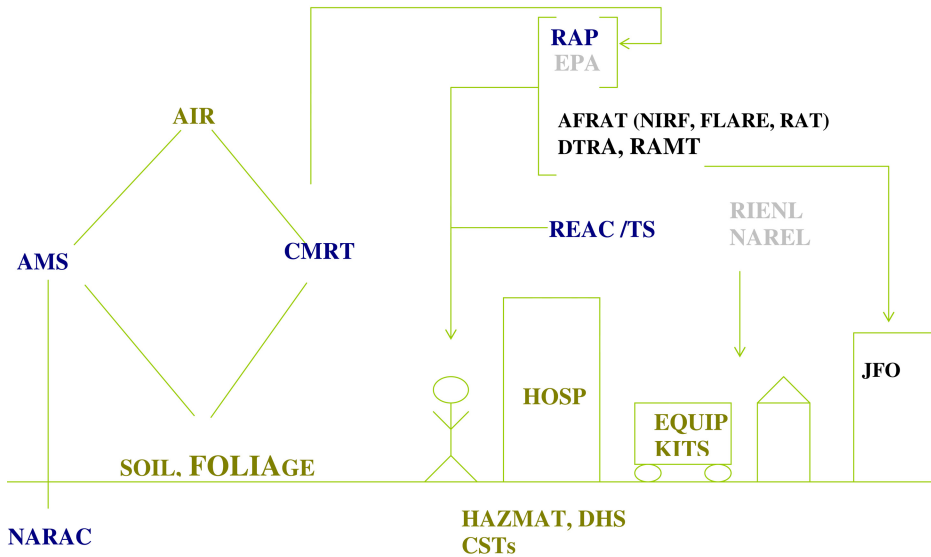 RAP
EPA
AIR
AFRAT (NIRF, FLARE, RAT)
DTRA, RAMT
RIENL
NAREL
REAC /TS
CMRT
AMS
JFO
HOSP
EQUIP
KITS
SOIL, FOLIAGE
HAZMAT, DHS
CSTs
NARAC